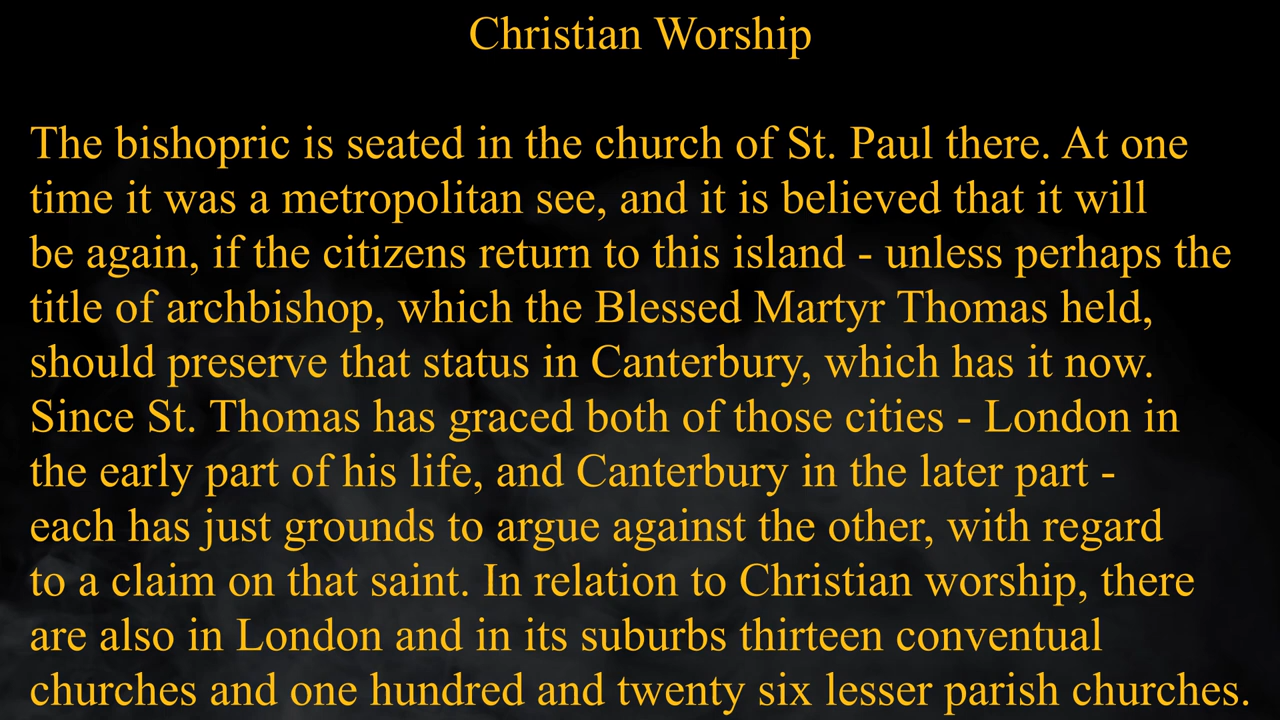 Christian Worship
The bishopric is seated in the church of St. Paul there. At one
time it was a metropolitan see, and it is believed that it will
be again, if the citizens return to this island - unless perhaps the
title of archbishop, which the Blessed Martyr Thomas held,
should preserve that status in Canterbury, which has it now.
Since St. Thomas has graced both of those cities - London in
the early part of his life, and Canterbury in the later part -
each has just grounds to argue against the other, with regard
to a claim on that saint. In relation to Christian worship, there
are also in London and in its suburbs thirteen conventual
churches and one hundred and twenty six lesser parish churches.